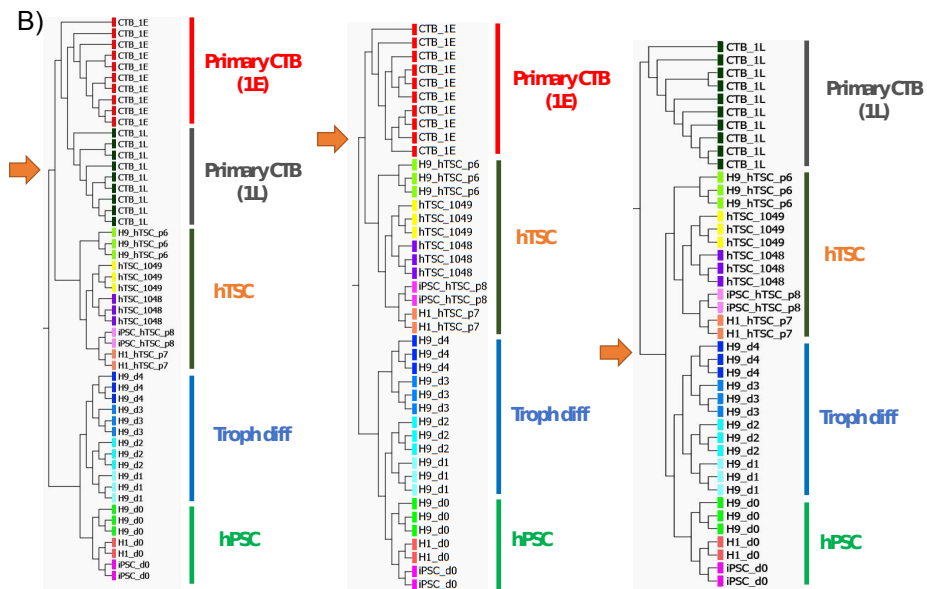 B)
CTB_1E
CTB_1E
CTB_1E
CTB_1E
CTB_1E
CTB_1E
CTB_1E
CTB_1E
CTB_1E
CTB_1E
CTB_1L
CTB_1L
CTB_1L
CTB_1L
CTB_1L
CTB_1L
CTB_1L
CTB_1L
CTB_1L
H9_hTSC_p6
H9_hTSC_p6
H9_hTSC_p6
hTSC_1049
hTSC_1049
hTSC_1049
hTSC_1048
hTSC_1048
hTSC_1048
iPSC_hTSC_p8
iPSC_hTSC_p8
H1_hTSC_p7
H1_hTSC_p7
H9_d4
H9_d4
H9_d4
H9_d3
H9_d3
H9_d3
H9_d2
H9_d2
H9_d2
H9_d1
H9_d1
H9_d1
H9_d0
H9_d0
H9_d0
H1_d0
H1_d0
iPSC_d0
iPSC_d0
Primary CTB
(1E)
Primary CTB
(1L)
hTSC
Troph diff
hPSC
CTB_1E
CTB_1E
CTB_1E
CTB_1E
CTB_1E
CTB_1E
CTB_1E
CTB_1E
CTB_1E
CTB_1E
H9_hTSC_p6
H9_hTSC_p6
H9_hTSC_p6
hTSC_1049
hTSC_1049
hTSC_1049
hTSC_1048
hTSC_1048
hTSC_1048
iPSC_hTSC_p8
iPSC_hTSC_p8
H1_hTSC_p7
H1_hTSC_p7
H9_d4
H9_d4
H9_d4
H9_d3
H9_d3
H9_d3
H9_d2
H9_d2
H9_d2
H9_d1
H9_d1
H9_d1
H9_d0
H9_d0
H9_d0
H1_d0
H1_d0
iPSC_d0
iPSC_d0
Primary CTB
(1E)
hTSC
Troph diff
hPSC
CTB_1L
CTB_1L
CTB_1L
CTB_1L
CTB_1L
CTB_1L
CTB_1L
CTB_1L
CTB_1L
CTB_1L
H9_hTSC_p6
H9_hTSC_p6
H9_hTSC_p6
hTSC_1049
hTSC_1049
hTSC_1049
hTSC_1048
hTSC_1048
hTSC_1048
iPSC_hTSC_p8
iPSC_hTSC_p8
H1_hTSC_p7
H1_hTSC_p7
H9_d4
H9_d4
H9_d4
H9_d3
H9_d3
H9_d3
H9_d2
H9_d2
H9_d2
H9_d1
H9_d1
H9_d1
H9_d0
H9_d0
H9_d0
H1_d0
H1_d0
iPSC_d0
iPSC_d0
Primary CTB
(1L)
hTSC
Troph diff
hPSC